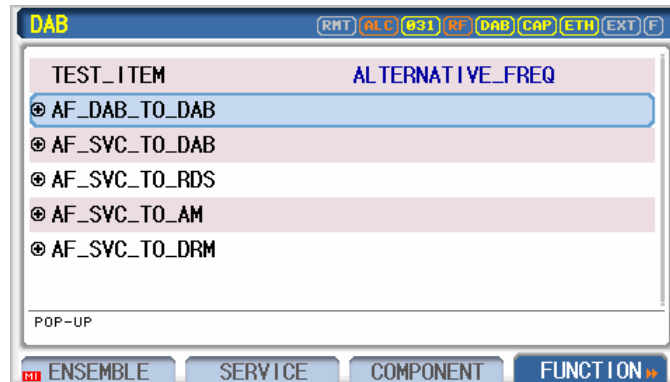 DAB RMT ALC 031 RF DAB CAP ETH EXT F
TEST_ITEM ALTERNATIVE_FREQ
AF_DAB_TO_DAB
AF_SVC_TO_DAB
AF_SVC_TO_RDS
AF_SVC_TO_AM
AF_SVC_TO_DRM
POP-UP
MI ENSEMBLE SERVICE COMPONENT FUNCTION